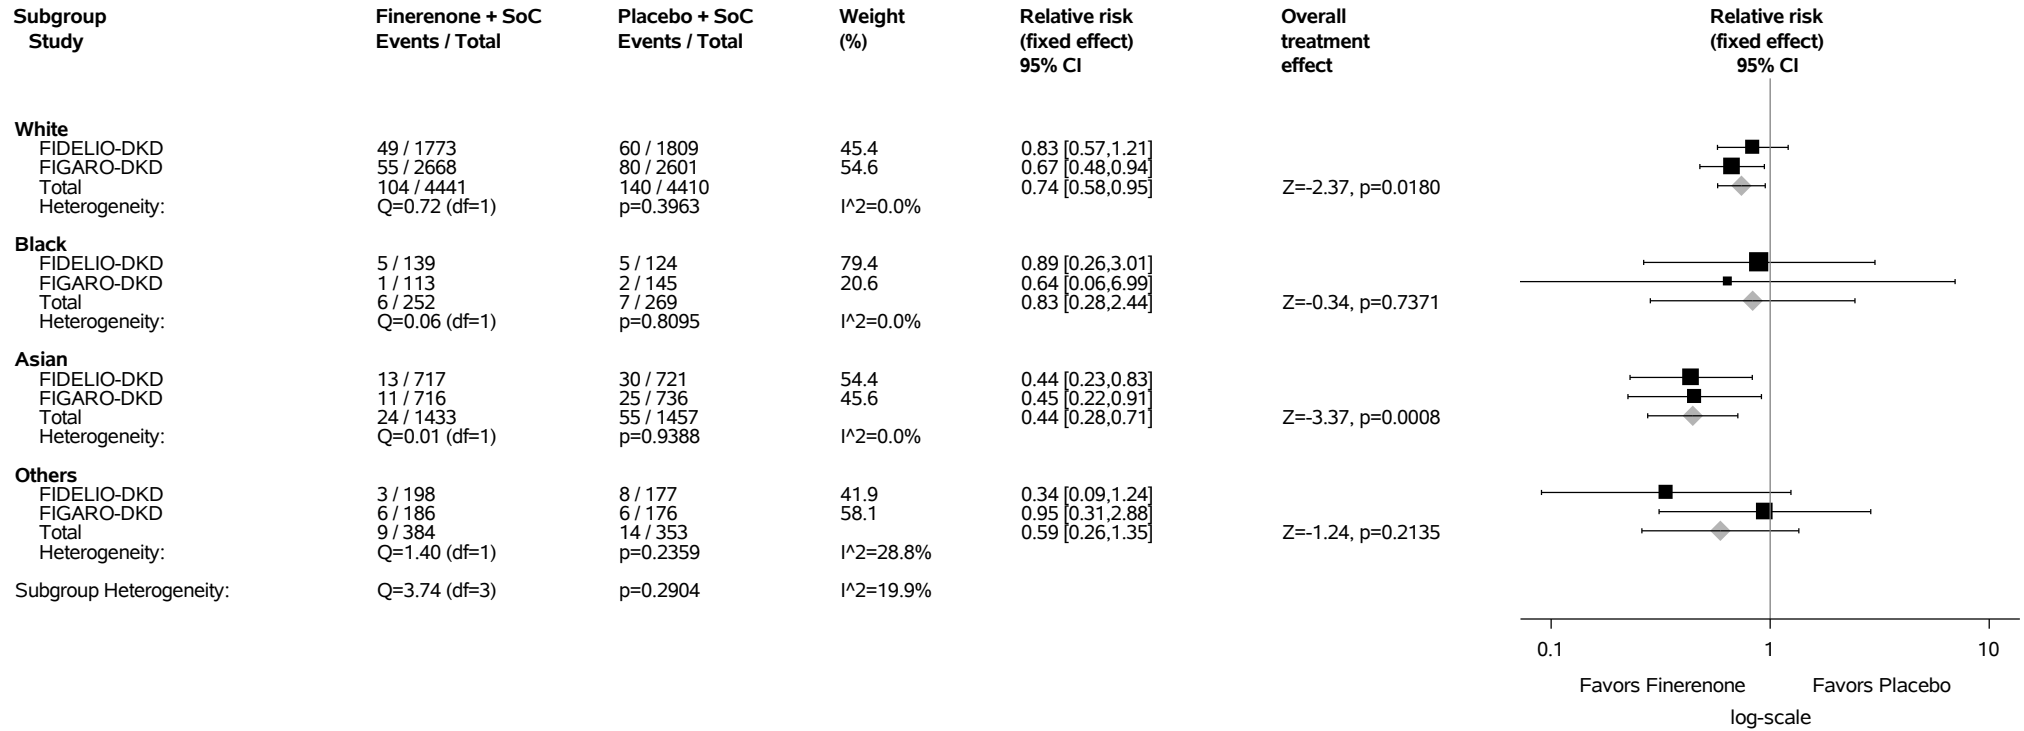 Subgroup Finerenone + SoC Placebo + SoC Weight Relative risk Overall Relative risk
Study Events / Total Events / Total (%) (fixed effect) treatment (fixed effect)
95% CI effect 95% CI
White
FIDELIO-DKD 49 / 1773 60 / 1809 45.4 0.83 [0.57,1.21]
FIGARO-DKD 55 / 2668 80 / 2601 54.6 0.67 [0.48,0.94]
Total 104 / 4441 140 / 4410 0.74 [0.58,0.95] Z=-2.37, p=0.0180
Heterogeneity: Q=0.72 (df=1) p=0.3963 I^2=0.0%
Black
FIDELIO-DKD 5 / 139 5 / 124 79.4 0.89 [0.26,3.01]
FIGARO-DKD 1 / 113 2 / 145 20.6 0.64 [0.06,6.99]
Total 6 / 252 7 / 269 0.83 [0.28,2.44] Z=-0.34, p=0.7371
Heterogeneity: Q=0.06 (df=1) p=0.8095 I^2=0.0%
Asian
FIDELIO-DKD 13 / 717 30 / 721 54.4 0.44 [0.23,0.83]
FIGARO-DKD 11 / 716 25 / 736 45.6 0.45 [0.22,0.91]
Total 24 / 1433 55 / 1457 0.44 [0.28,0.71] Z=-3.37, p=0.0008
Heterogeneity: Q=0.01 (df=1) p=0.9388 I^2=0.0%
Others
FIDELIO-DKD 3 / 198 8 / 177 41.9 0.34 [0.09,1.24]
FIGARO-DKD 6 / 186 6 / 176 58.1 0.95 [0.31,2.88]
Total 9 / 384 14 / 353 0.59 [0.26,1.35] Z=-1.24, p=0.2135
Heterogeneity: Q=1.40 (df=1) p=0.2359 I^2=28.8%
Subgroup Heterogeneity: Q=3.74 (df=3) p=0.2904 I^2=19.9%
0.1 1 10
Favors Finerenone Favors Placebo
log-scale